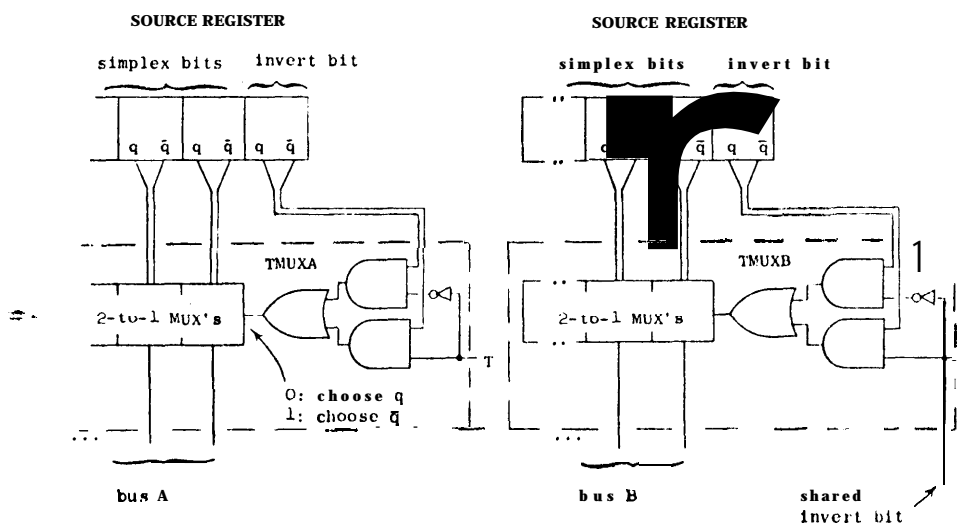 SOURCE REGISTER
simplex bits
invert bit
q q̄ q q̄ q q̄
TMUXA
2-to-1 MUX's
T
0: choose q
1: choose q̄
...
bus A
SOURCE REGISTER
simplex bits
invert bit
q̄ q q̄
TMUXB
2-to-1 MUX's
...
bus B
shared
invert bit